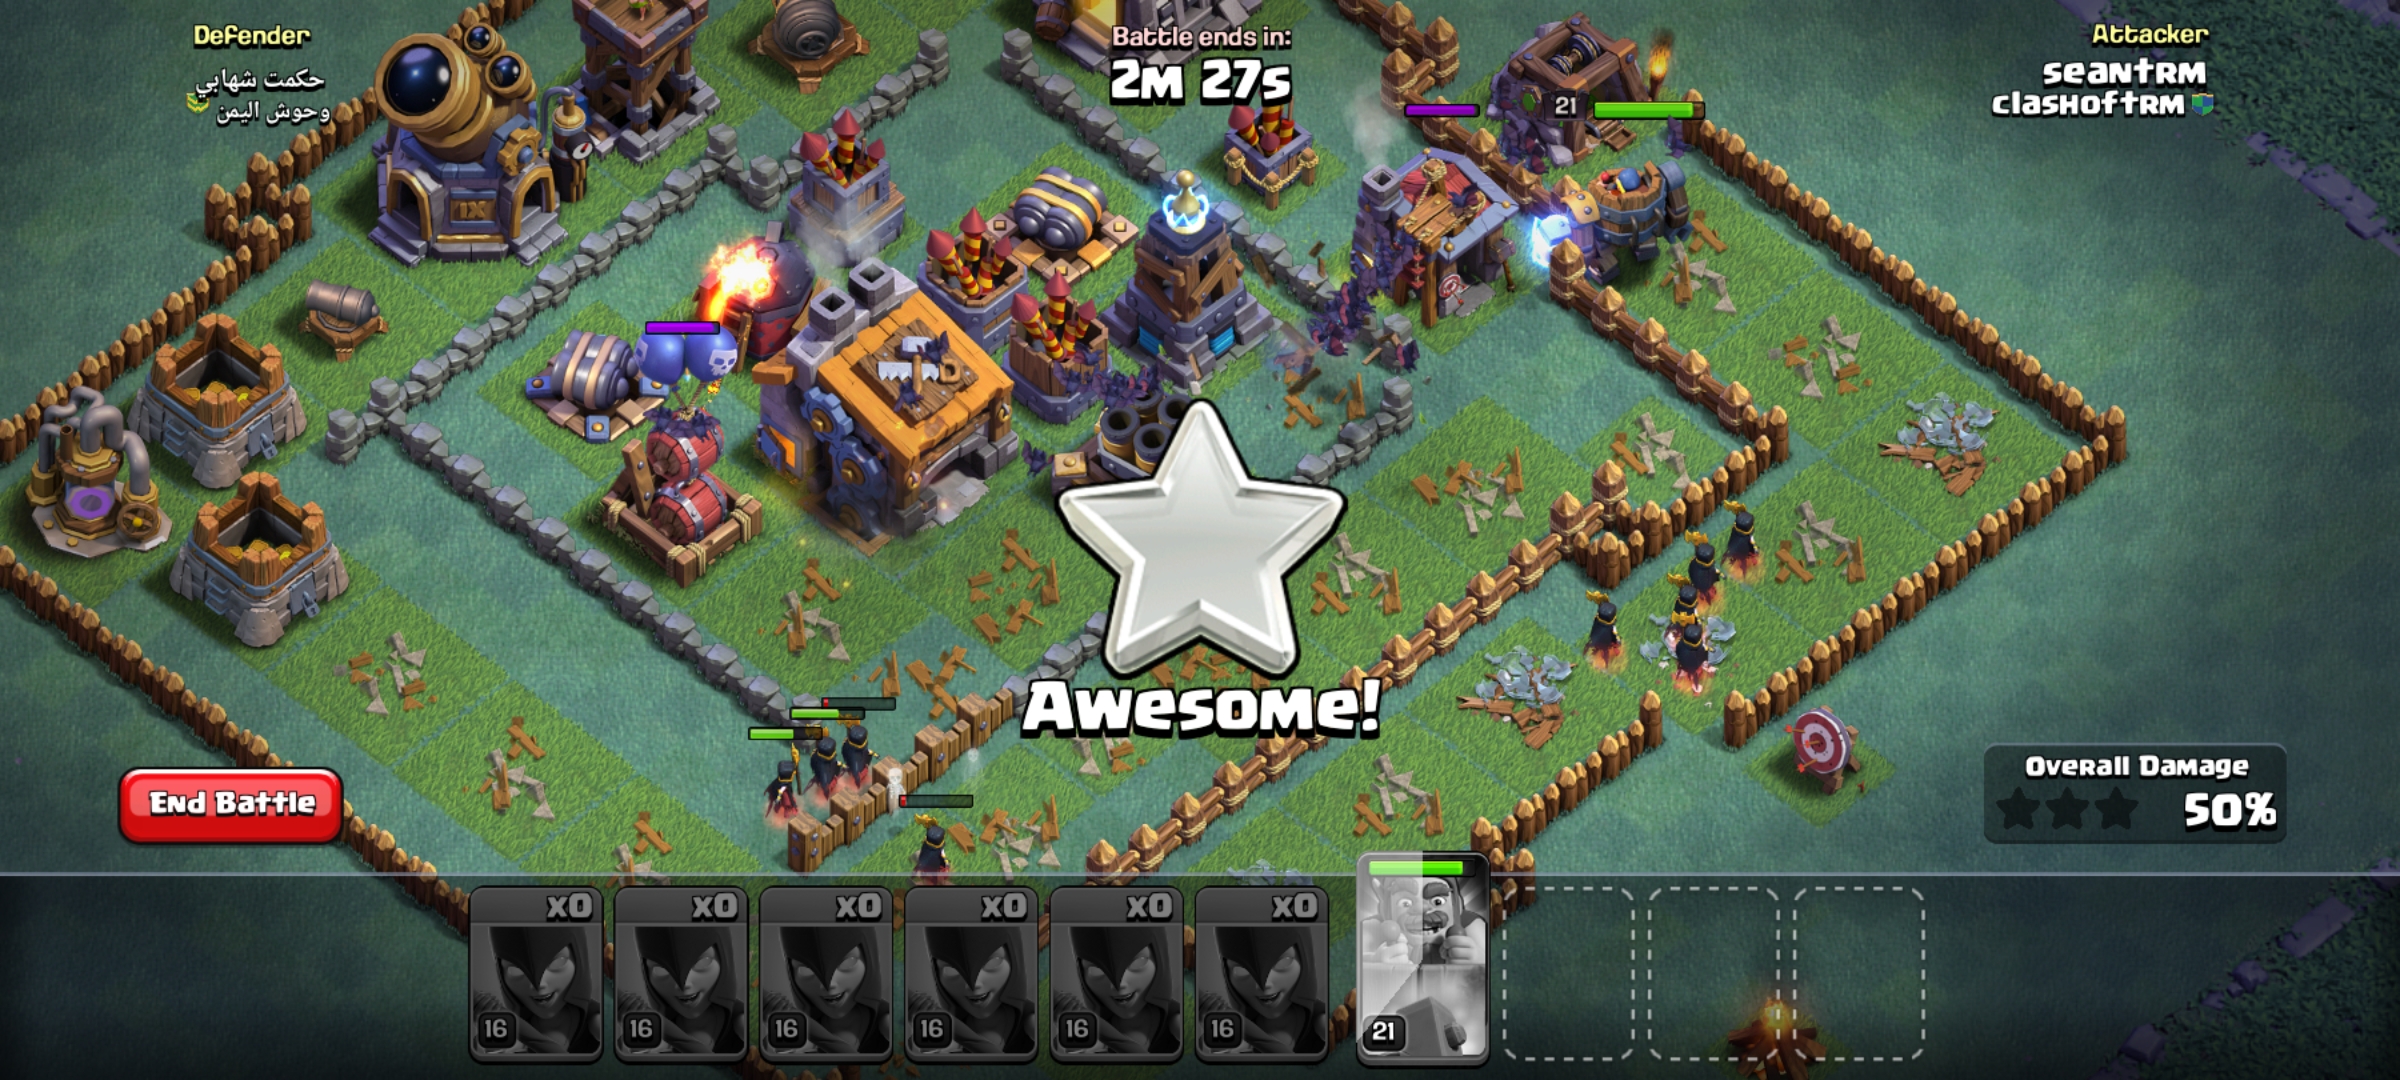 Defender
حكمت شهابي
وحوش اليمن
Battle ends in:
2M 27s
Attacker
seantRM
clashoftRM
21
IX
Awesome!
End Battle
Overall Damage
50%
x0
x0
x0
x0
x0
x0
16
16
16
16
16
16
21